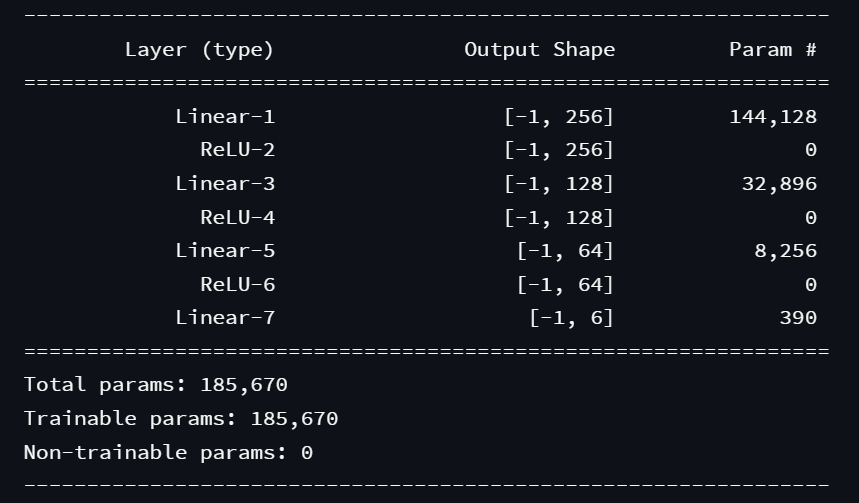 ----------------------------------------------------------------
        Layer (type)               Output Shape         Param #
================================================================
            Linear-1                  [-1, 256]         144,128
              ReLU-2                  [-1, 256]               0
            Linear-3                  [-1, 128]          32,896
              ReLU-4                  [-1, 128]               0
            Linear-5                   [-1, 64]           8,256
              ReLU-6                   [-1, 64]               0
            Linear-7                    [-1, 6]             390
================================================================
Total params: 185,670
Trainable params: 185,670
Non-trainable params: 0
----------------------------------------------------------------